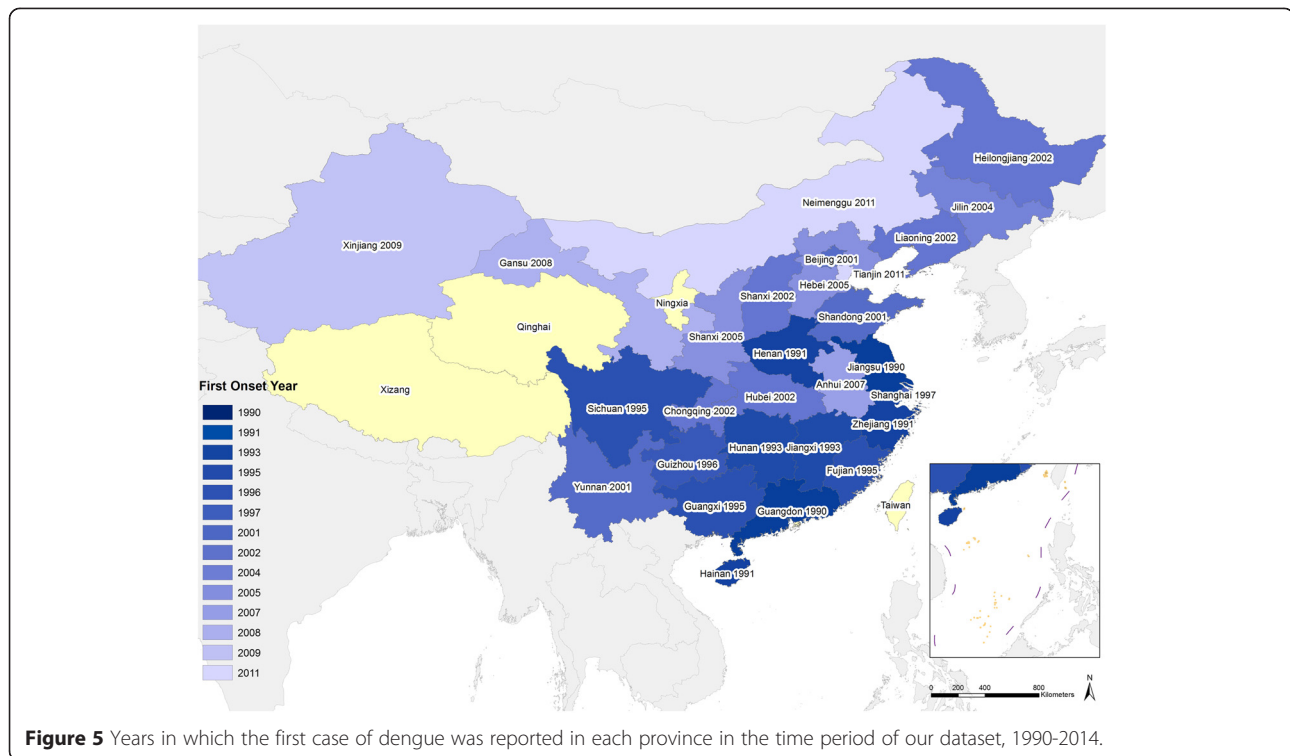 Heilongjiang 2002
Jilin 2004
Neimenggu 2011
Liaoning 2002
Xinjiang 2009
Gansu 2008
Beijing 2001
Tianjin 2011
Hebei 2005
Ningxia
Shanxi 2002
Shandong 2001
Qinghai
Shanxi 2005
Henan 1991
Jiangsu 1990
Anhui 2007
Shanghai 1997
Xizang
Hubei 2002
Sichuan 1995
Chongqing 2002
Zhejiang 1991
Hunan 1993
Jiangxi 1993
Guizhou 1996
Fujian 1995
Yunnan 2001
Guangxi 1995
Guangdon 1990
Taiwan
Hainan 1991
First Onset Year
1990
1991
1993
1995
1996
1997
2001
2002
2004
2005
2007
2008
2009
2011
N
0 200 400 800
Kilometers
Figure 5 Years in which the first case of dengue was reported in each province in the time period of our dataset, 1990-2014.